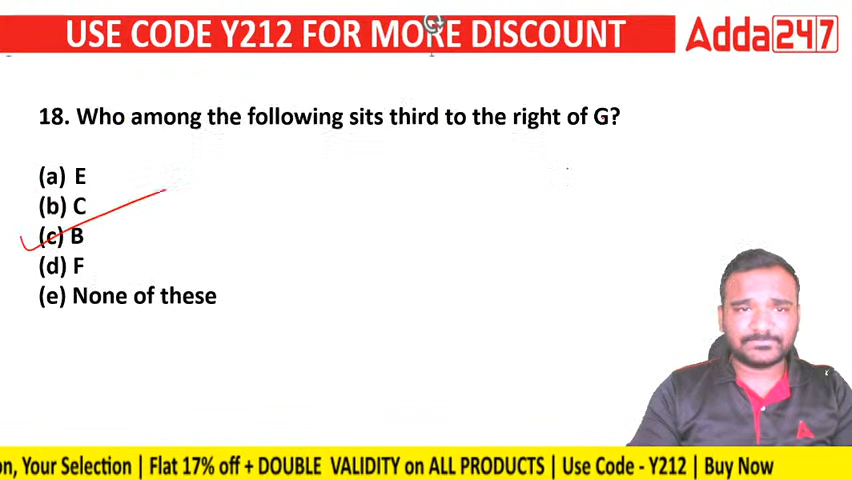 USE CODE Y212 FOR MORE DISCOUNT
Adda247
18. Who among the following sits third to the right of G?
(a) E
(b) C
(c) B
(d) F
(e) None of these
on, Your Selection | Flat 17% off + DOUBLE VALIDITY on ALL PRODUCTS | Use Code - Y212 | Buy Now